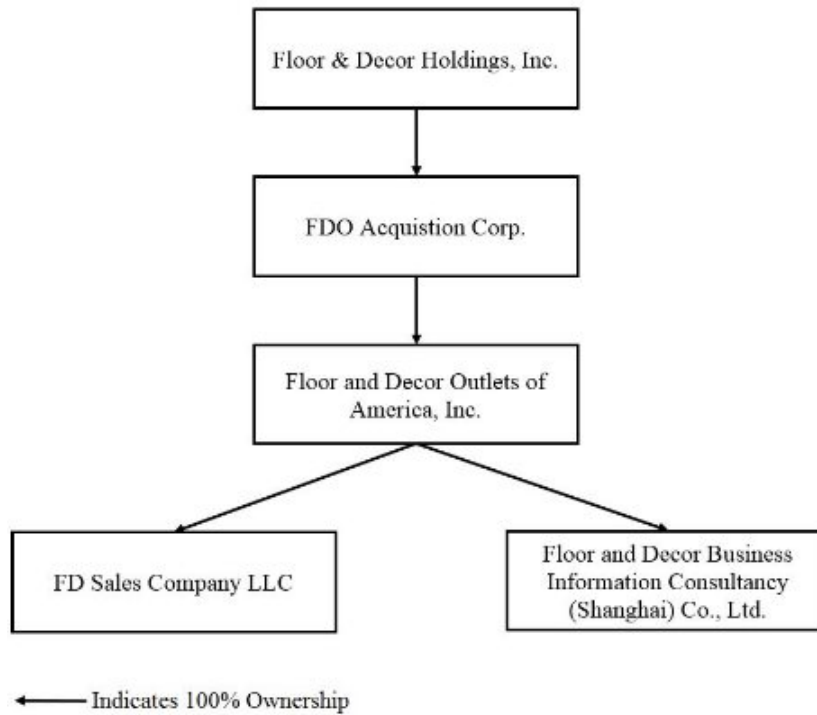 Floor & Decor Holdings, Inc.
FDO Acquistion Corp.
Floor and Decor Outlets of
America, Inc.
FD Sales Company LLC
Floor and Decor Business
Information Consultancy
(Shanghai) Co., Ltd.
Indicates 100% Ownership